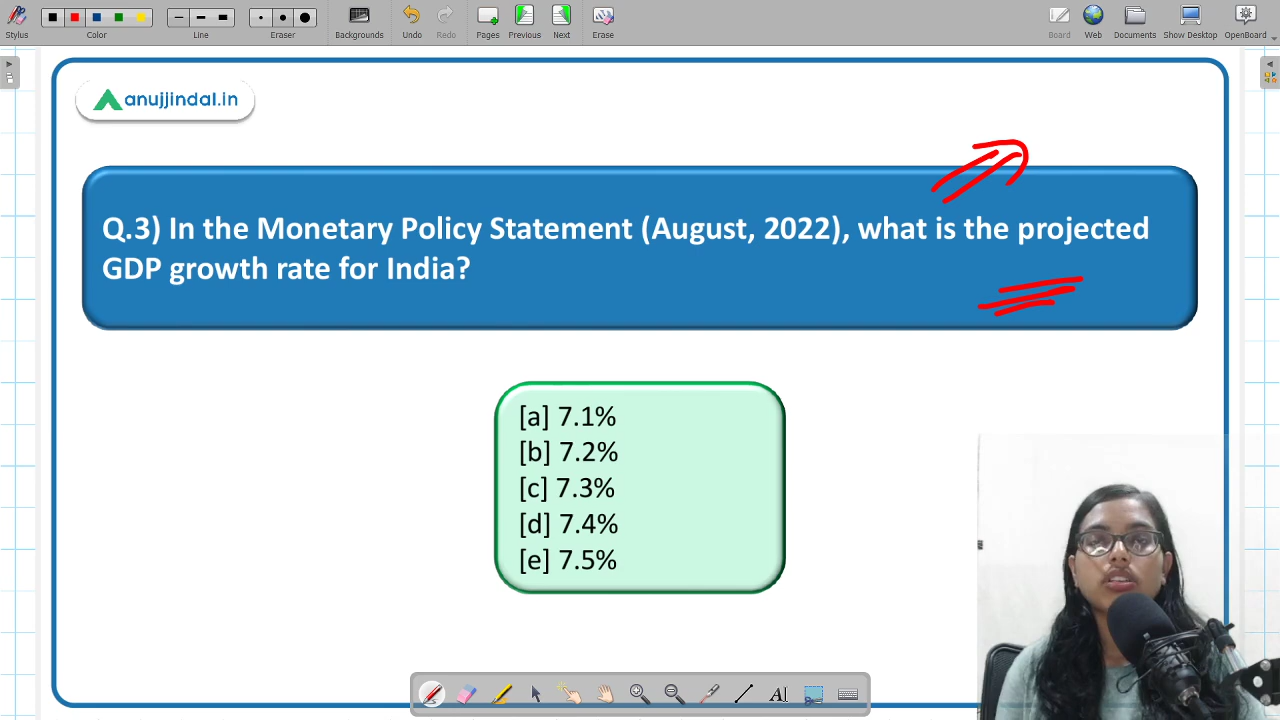 Stylus
Color
Line
Eraser
Backgrounds
Undo
Redo
Pages
Previous
Next
Erase
Board
Web
Documents
Show Desktop
OpenBoard
anujjindal.in
Q.3) In the Monetary Policy Statement (August, 2022), what is the projected
GDP growth rate for India?
[a] 7.1%
[b] 7.2%
[c] 7.3%
[d] 7.4%
[e] 7.5%
AI